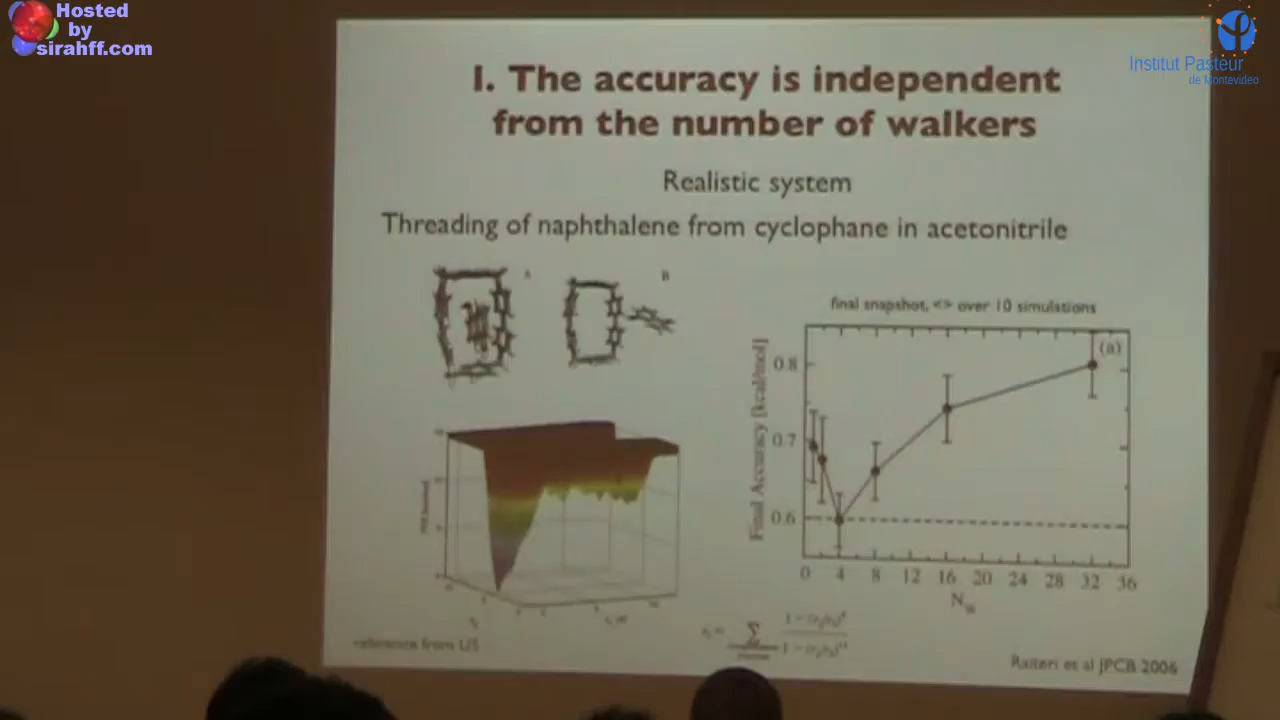 Hosted
by
sirahff.com
Institut Pasteur
de Montevideo
I. The accuracy is independent
from the number of walkers
Realistic system
Threading of naphthalene from cyclophane in acetonitrile
A
B
final snapshot, <> over 10 simulations
(a)
Final Accuracy [kcal/mol]
0.8
0.7
0.6
0 4 8 12 16 20 24 28 32 36
Nw
reference from US
Raiteri et al JPCB 2006